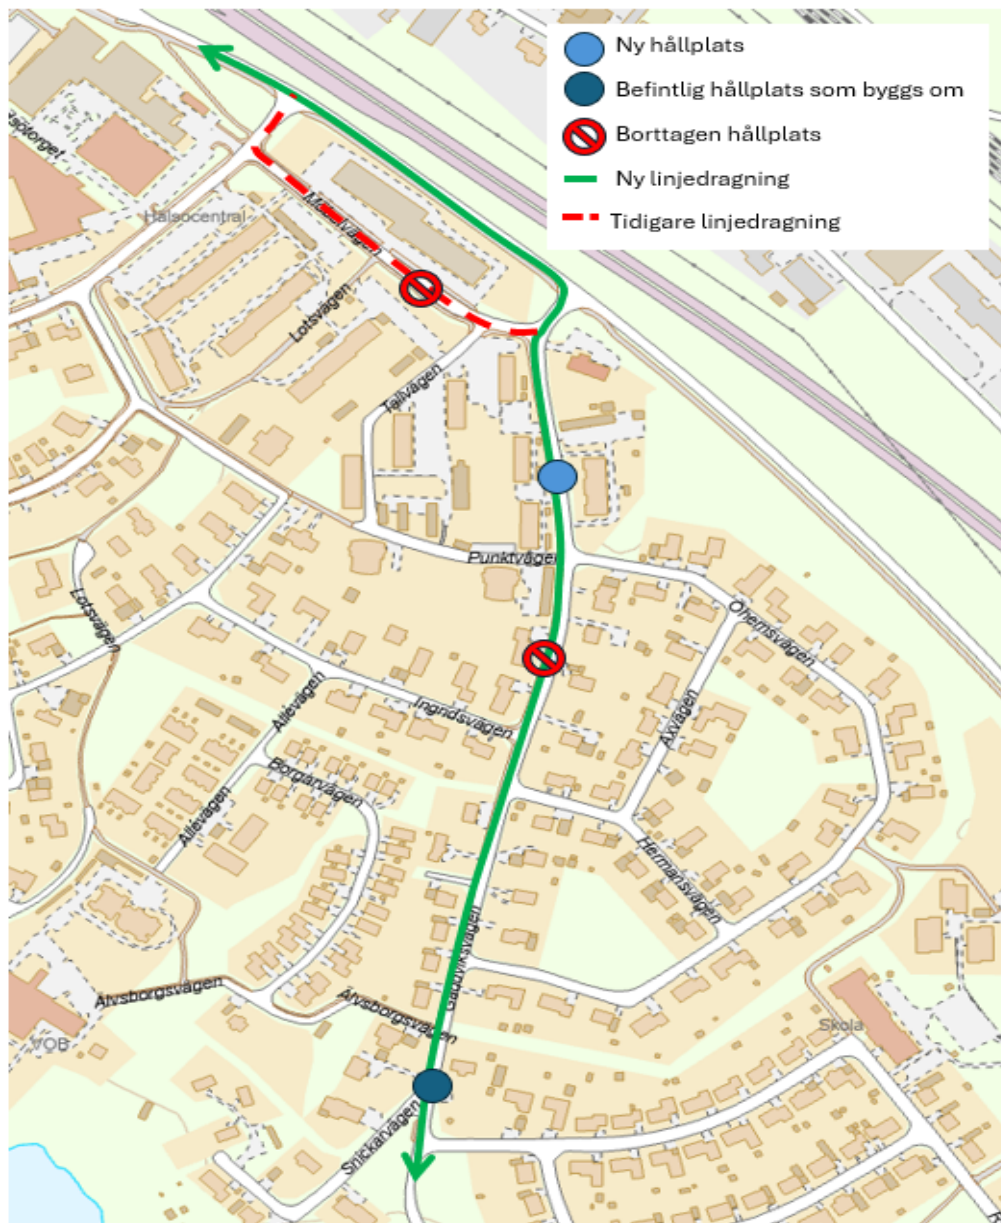 Ny hållplats
Befintlig hållplats som byggs om
Borttagen hållplats
Ny linjedragning
Tidigare linjedragning
Hälsocentral
Lotsvägen
Tallvägen
Punktvägen
Öhemsvägen
Lotsvägen
Axvägen
Allévägen
Ingridsvägen
Borgarvägen
Allévägen
Hermansvägen
Gäddviksvägen
Älvsborgsvägen
Älvsborgsvägen
Skola
VOB
Snickarvägen